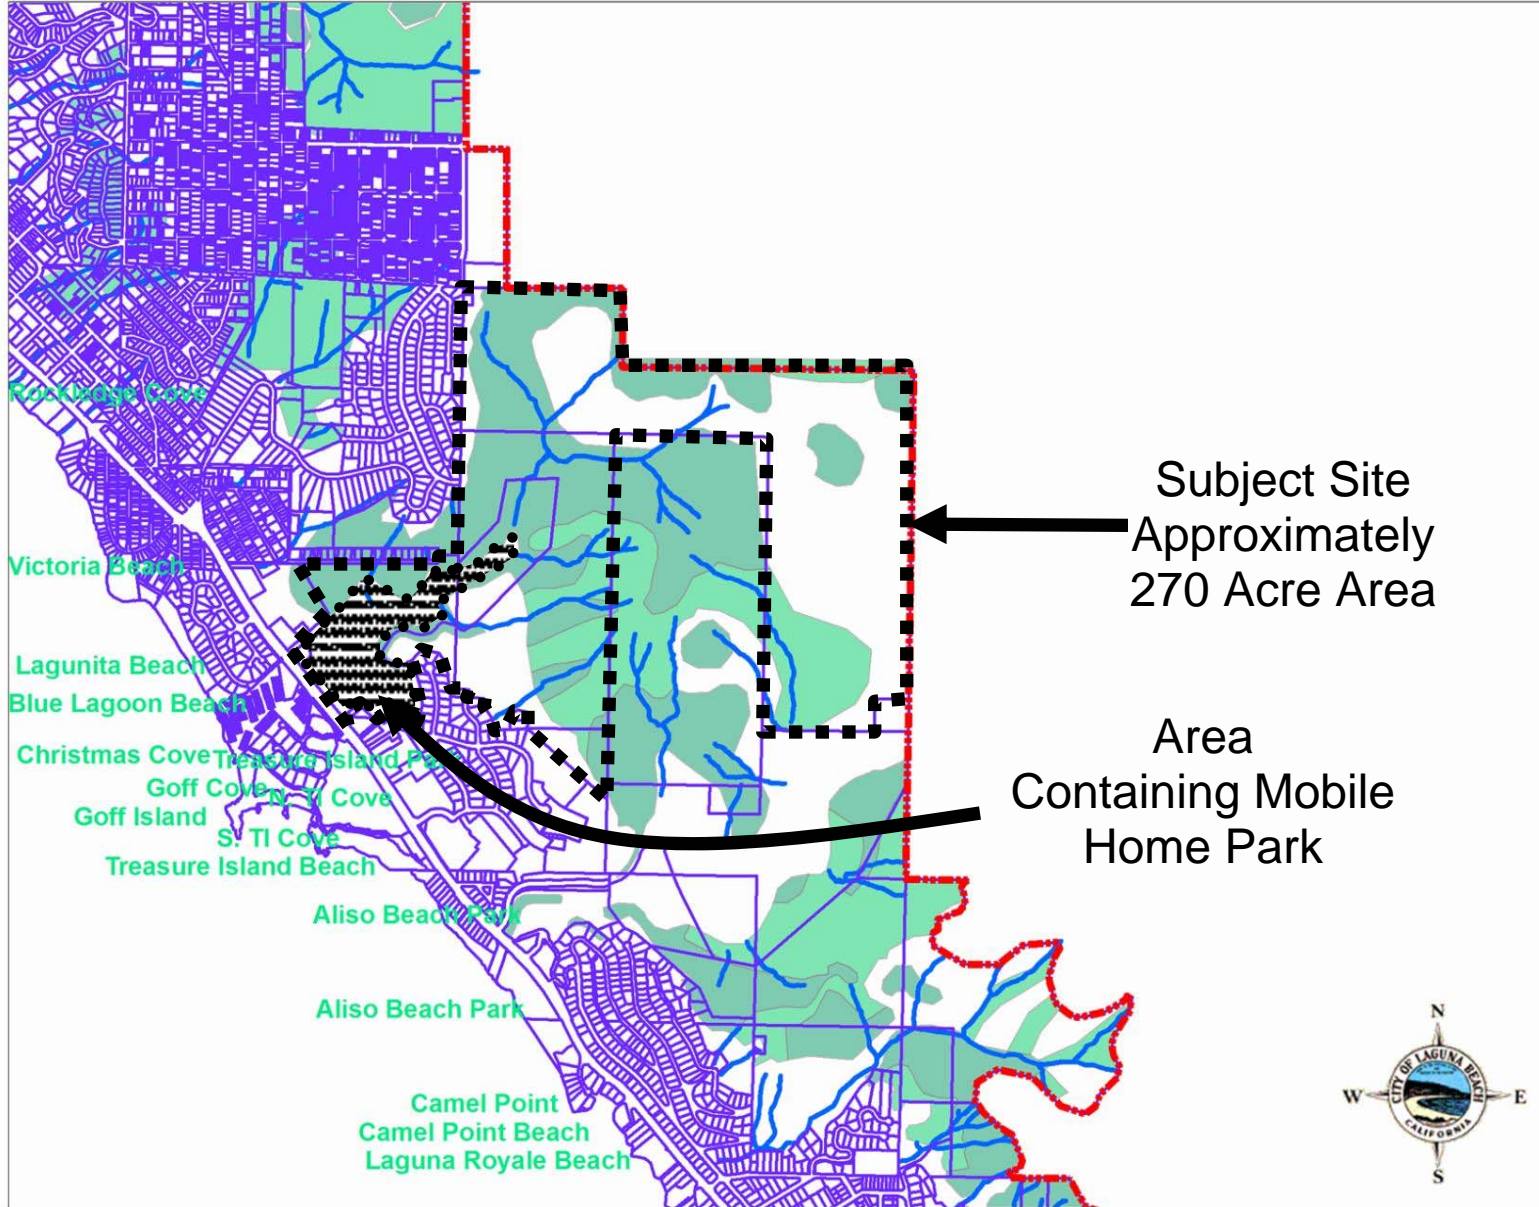 Rockledge Cove
Subject Site
Approximately
270 Acre Area
Victoria Beach
Lagunita Beach
Blue Lagoon Beach
Area
Containing Mobile
Home Park
Christmas Cove
Treasure Island Park
Goff Cove
N. TI Cove
Goff Island
S. TI Cove
Treasure Island Beach
Aliso Beach Park
Aliso Beach Park
Camel Point
Camel Point Beach
Laguna Royale Beach
N
W
CITY OF LAGUNA BEACH
CALIFORNIA
E
S